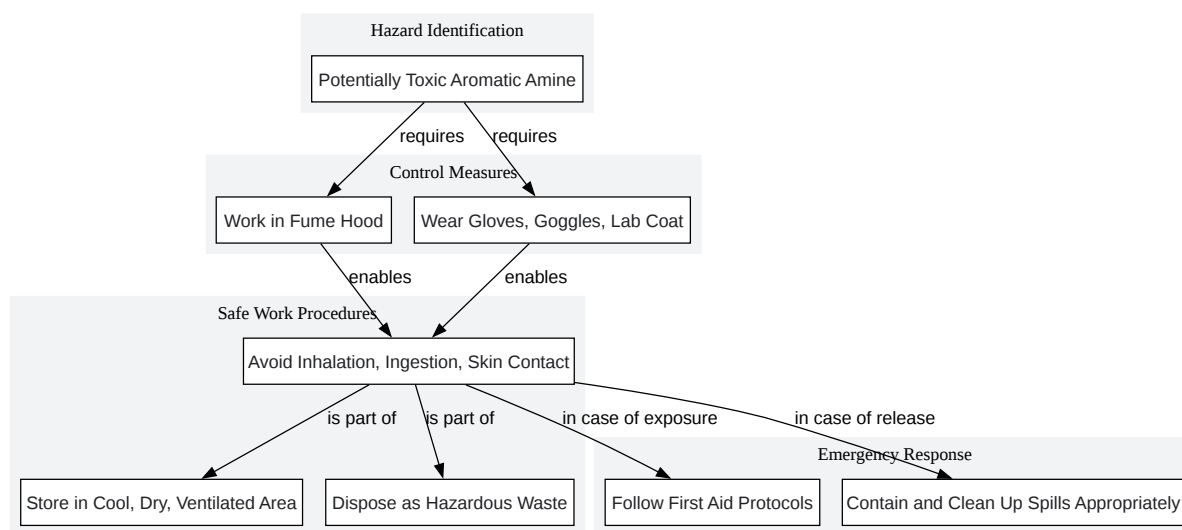 Hazard Identification
Potentially Toxic Aromatic Amine
requires
requires
Control Measures
Work in Fume Hood
Wear Gloves, Goggles, Lab Coat
enables
enables
Safe Work Procedures
Avoid Inhalation, Ingestion, Skin Contact
is part of
is part of
in case of exposure
in case of release
Emergency Response
Store in Cool, Dry, Ventilated Area
Dispose as Hazardous Waste
Follow First Aid Protocols
Contain and Clean Up Spills Appropriately